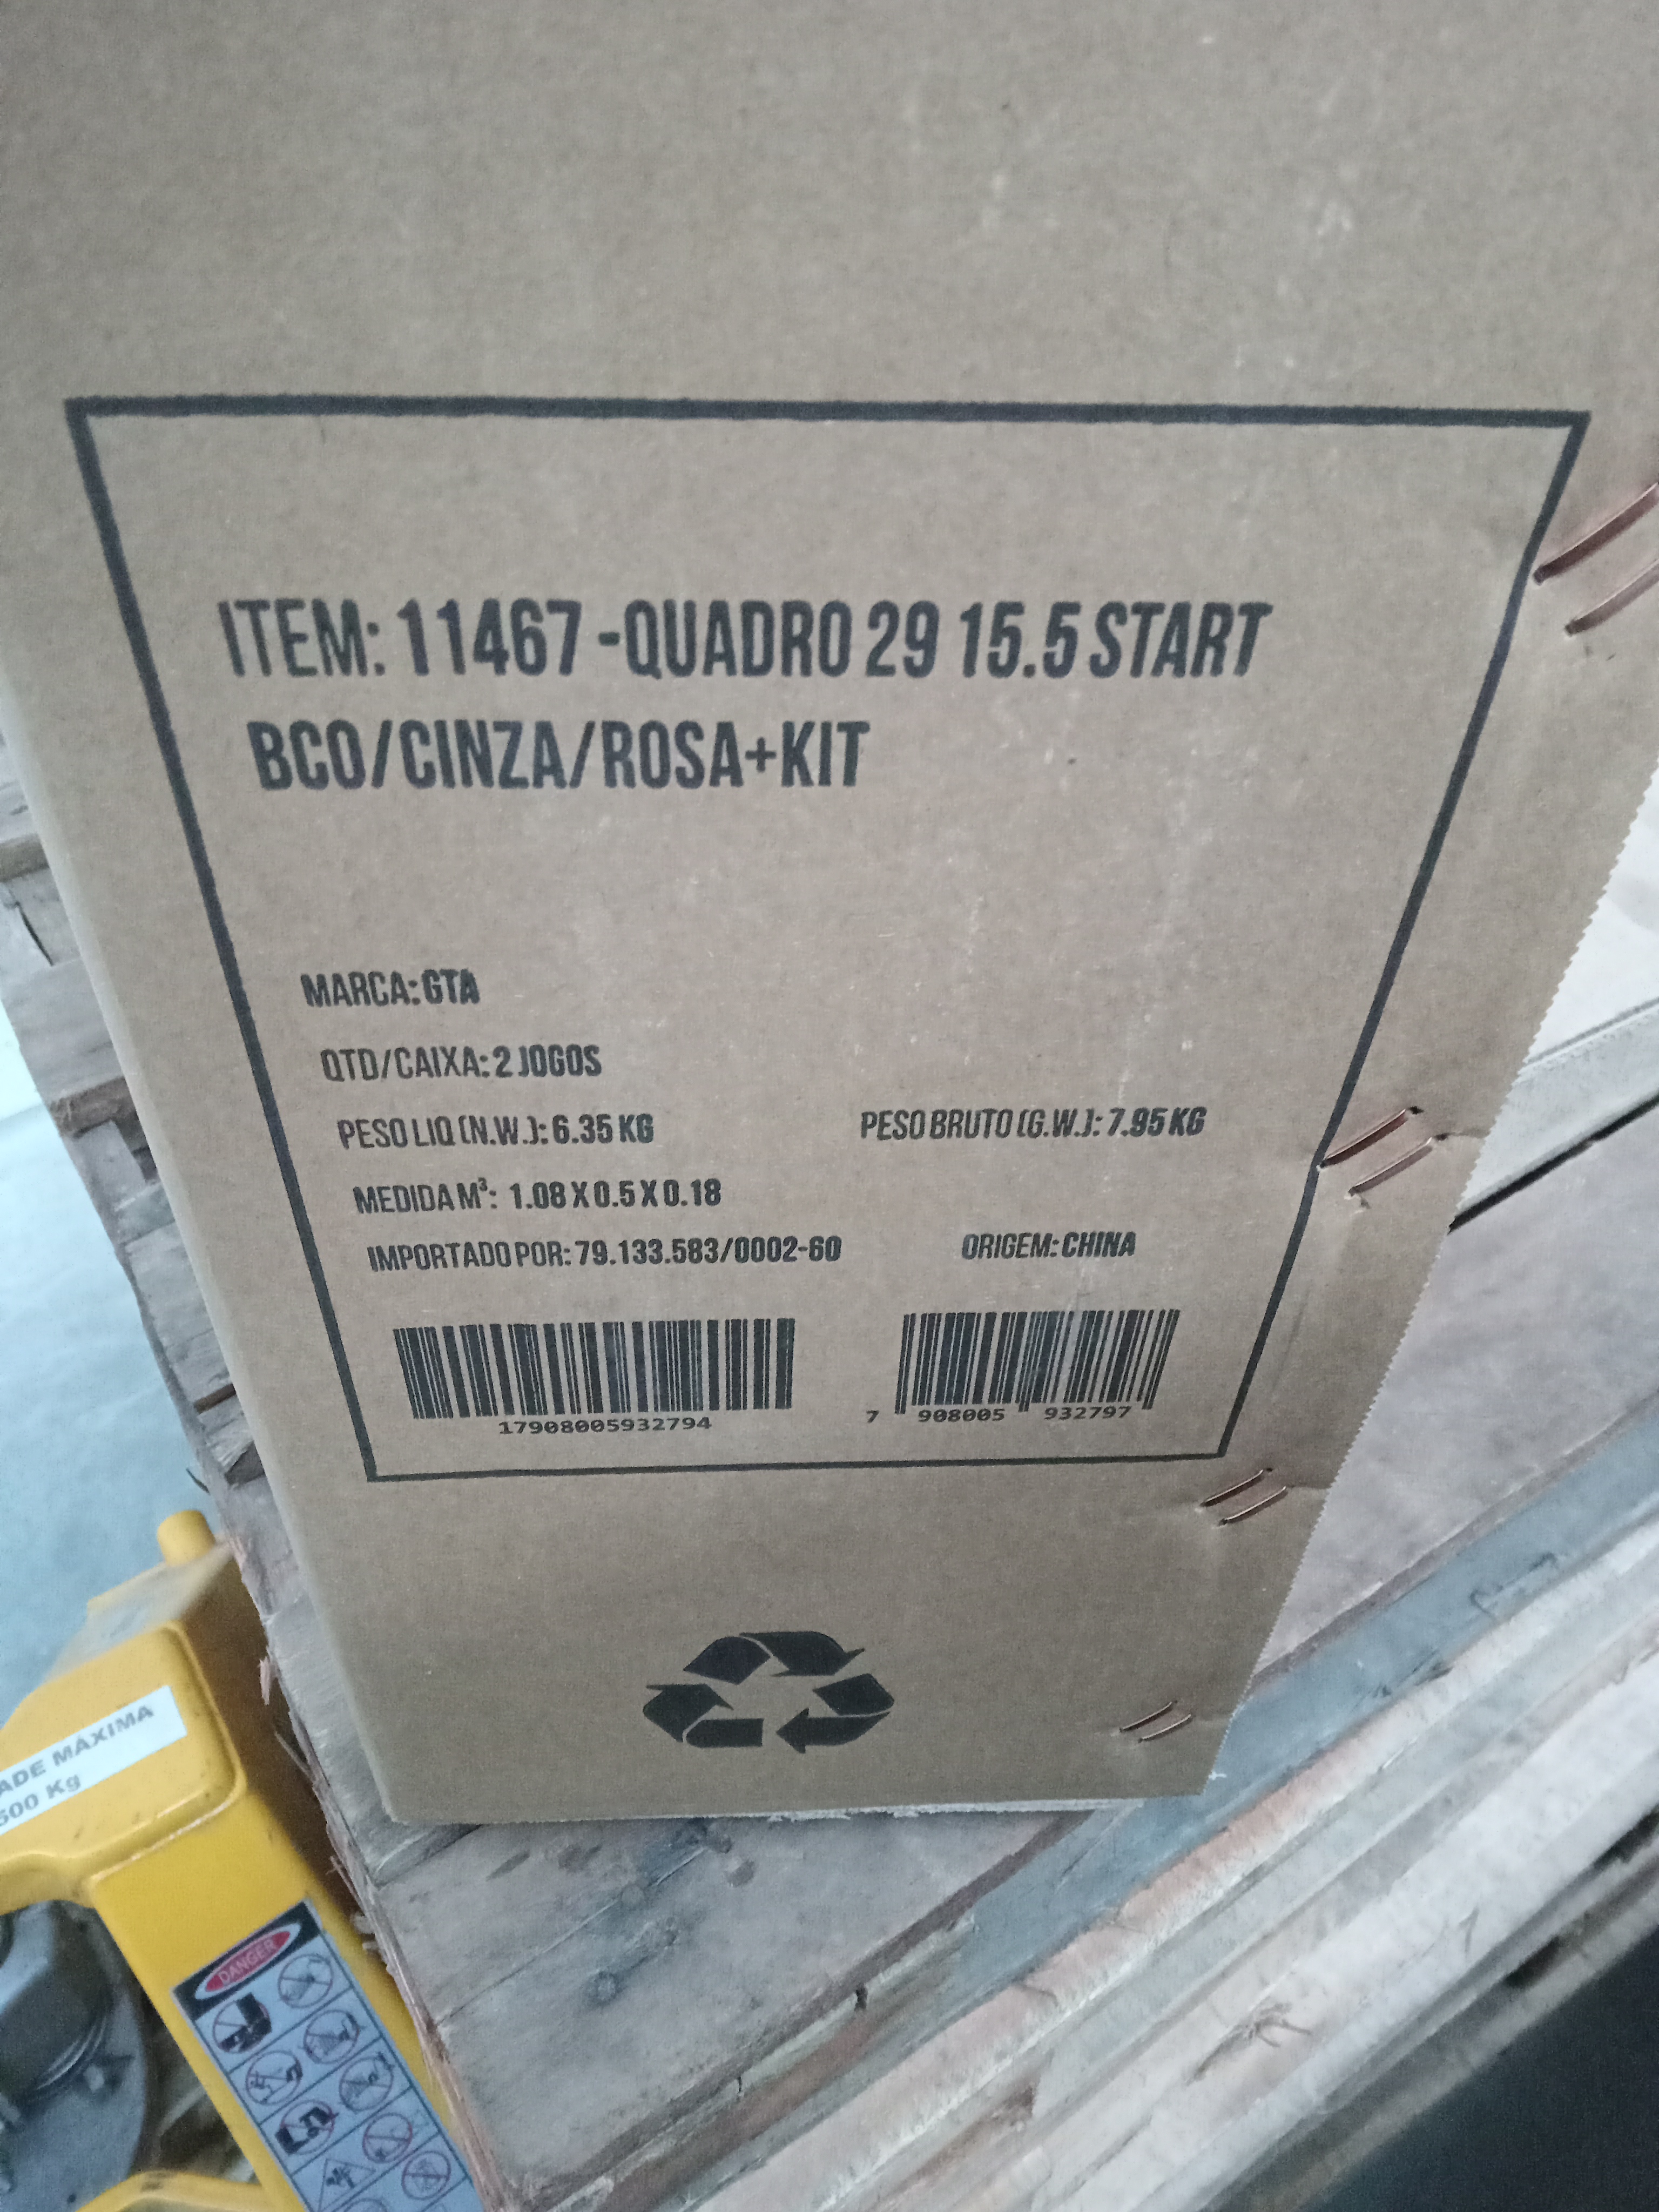 ITEM: 11467 -QUADRO 29 15.5 START
BCO/CINZA/ROSA+KIT
MARCA: GTA
QTD/CAIXA: 2 JOGOS
PESO LIQ (N.W.): 6.35 KG
PESO BRUTO (G.W.): 7.95 KG
MEDIDA M³: 1.08 X 0.5 X 0.18
IMPORTADO POR: 79.133.583/0002-60
ORIGEM: CHINA
17908005932794
7 908005 932797
ADE MAXIMA
500 Kg
DANGER